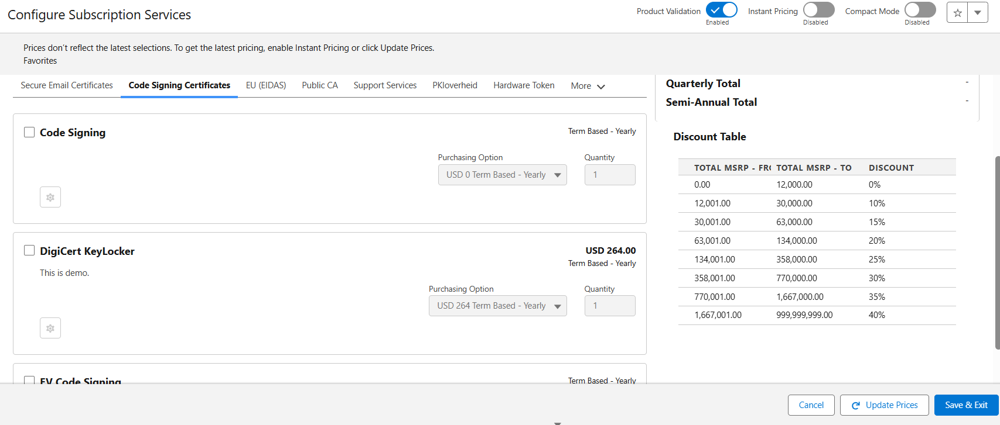 Configure Subscription Services
Product Validation
Enabled
Instant Pricing
Disabled
Compact Mode
Disabled
Prices don't reflect the latest selections. To get the latest pricing, enable Instant Pricing or click Update Prices.
Favorites
Secure Email Certificates
Code Signing Certificates
EU (EIDAS)
Public CA
Support Services
PKIoverheid
Hardware Token
More
Code Signing
Term Based - Yearly
Purchasing Option
Quantity
USD 0 Term Based - Yearly
1
DigiCert KeyLocker
USD 264.00
Term Based - Yearly
This is demo.
Purchasing Option
Quantity
USD 264 Term Based - Yearly
1
EV Code Signing
Term Based - Yearly
Quarterly Total -
Semi-Annual Total -
Discount Table
TOTAL MSRP - FR TOTAL MSRP - TO DISCOUNT
0.00 12,000.00 0%
12,001.00 30,000.00 10%
30,001.00 63,000.00 15%
63,001.00 134,000.00 20%
134,001.00 358,000.00 25%
358,001.00 770,000.00 30%
770,001.00 1,667,000.00 35%
1,667,001.00 999,999,999.00 40%
Cancel
Update Prices
Save & Exit